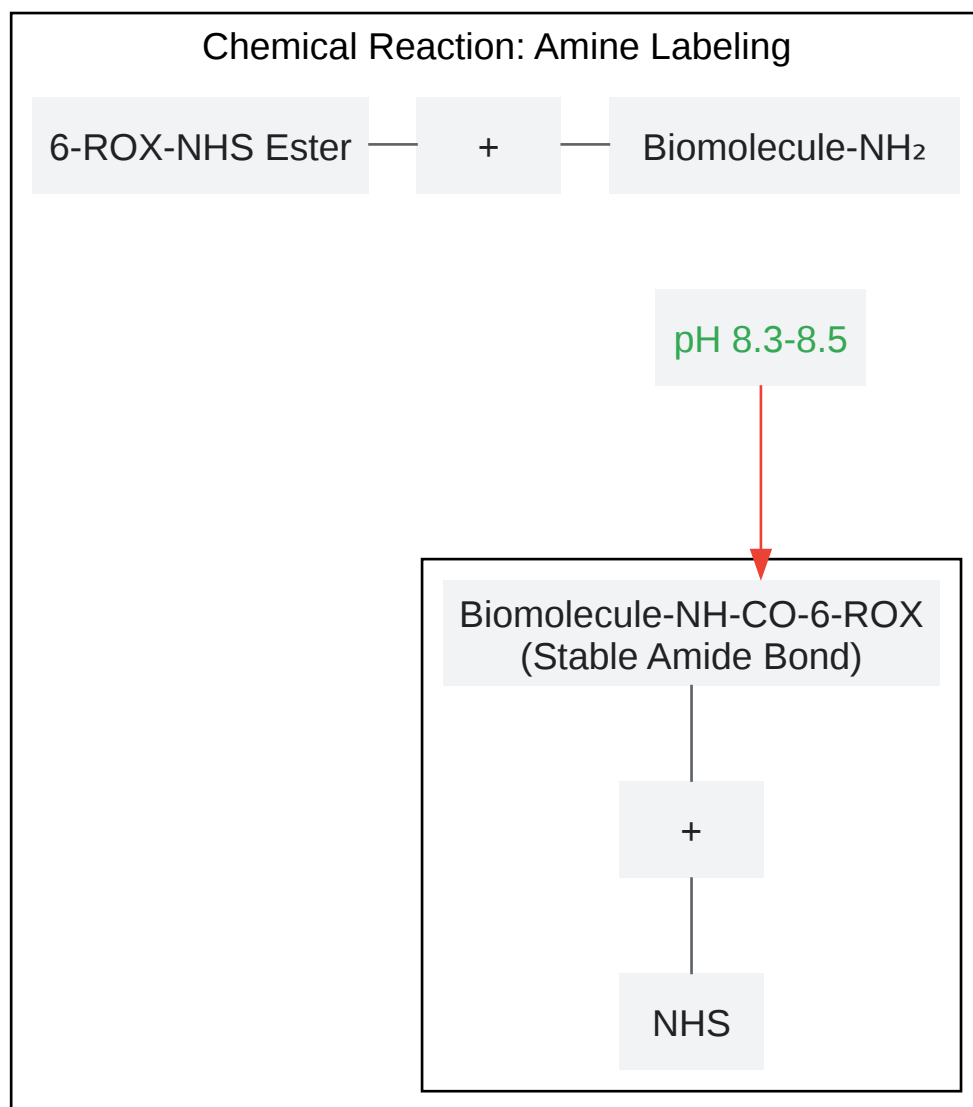 Chemical Reaction: Amine Labeling
6-ROX-NHS Ester
+
Biomolecule-NH₂
pH 8.3-8.5
Biomolecule-NH-CO-6-ROX
(Stable Amide Bond)
+
NHS